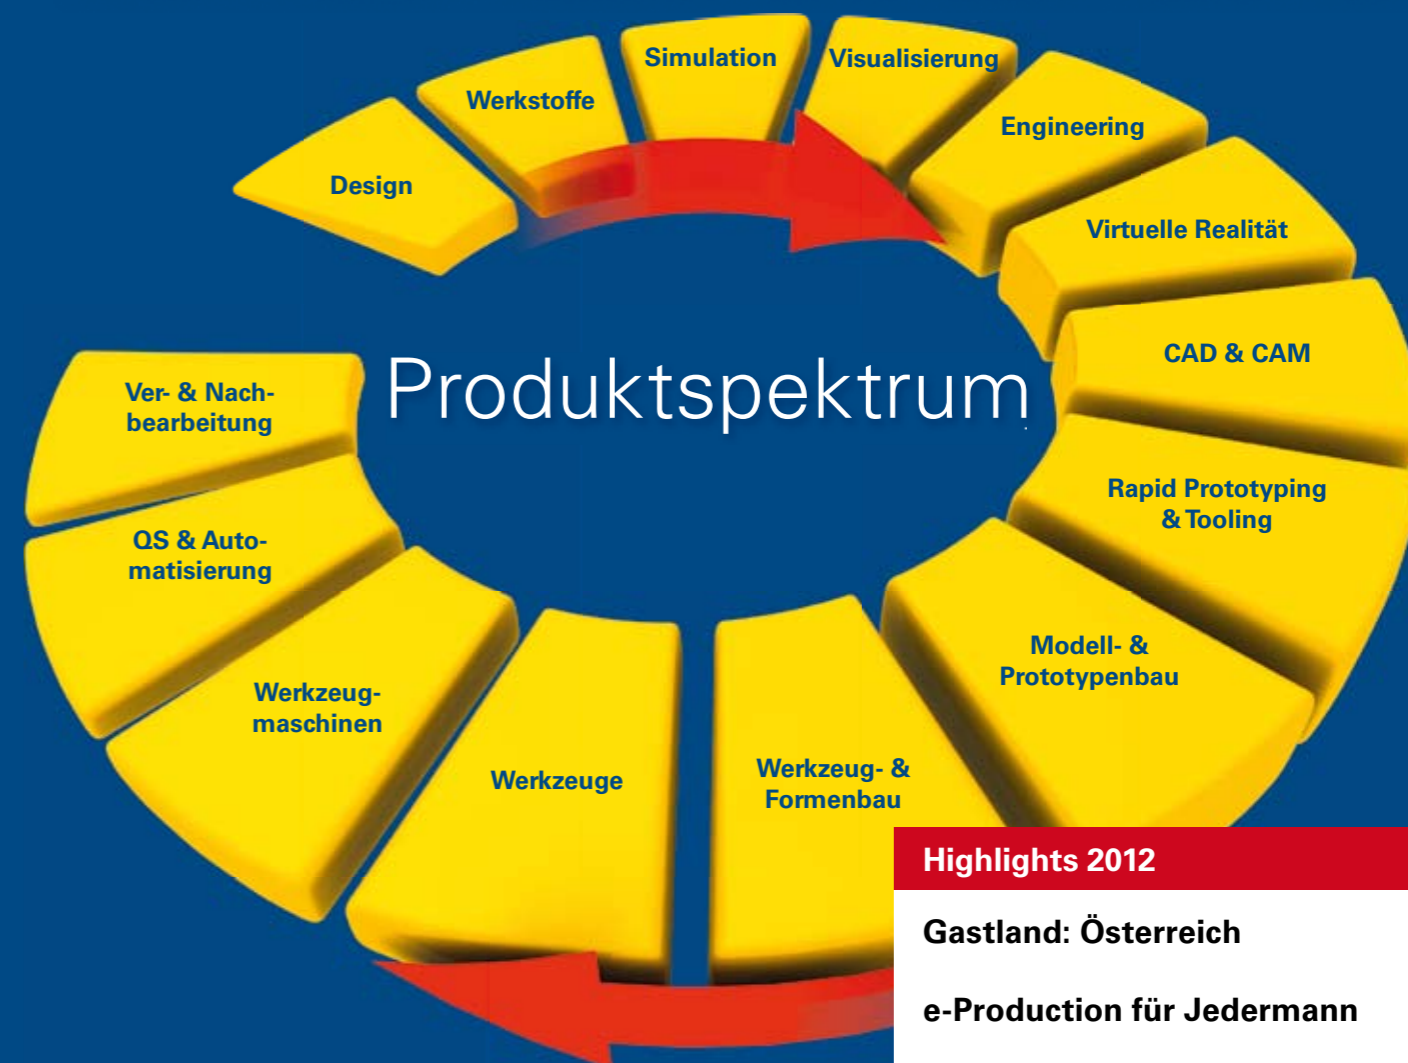 Simulation
Visualisierung
Werkstoffe
Engineering
Design
Virtuelle Realität
CAD & CAM
Produktspektrum
Ver- & Nach-
bearbeitung
Rapid Prototyping
& Tooling
QS & Auto-
matisierung
Modell- &
Prototypenbau
Werkzeug-
maschinen
Werkzeuge
Werkzeug- &
Formenbau
Highlights 2012
Gastland: Österreich
e-Production für Jedermann